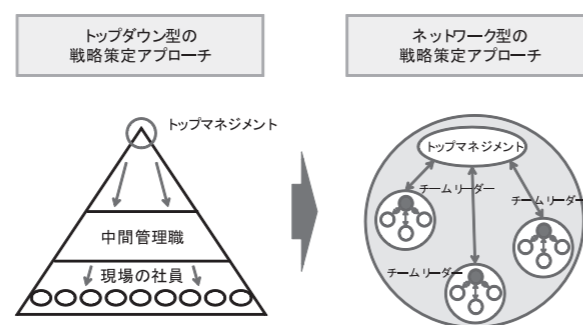 トップダウン型の
戦略策定アプローチ
ネットワーク型の
戦略策定アプローチ
トップマネジメント
中間管理職
現場の社員
トップマネジメント
チームリーダー
チームリーダー
チームリーダー